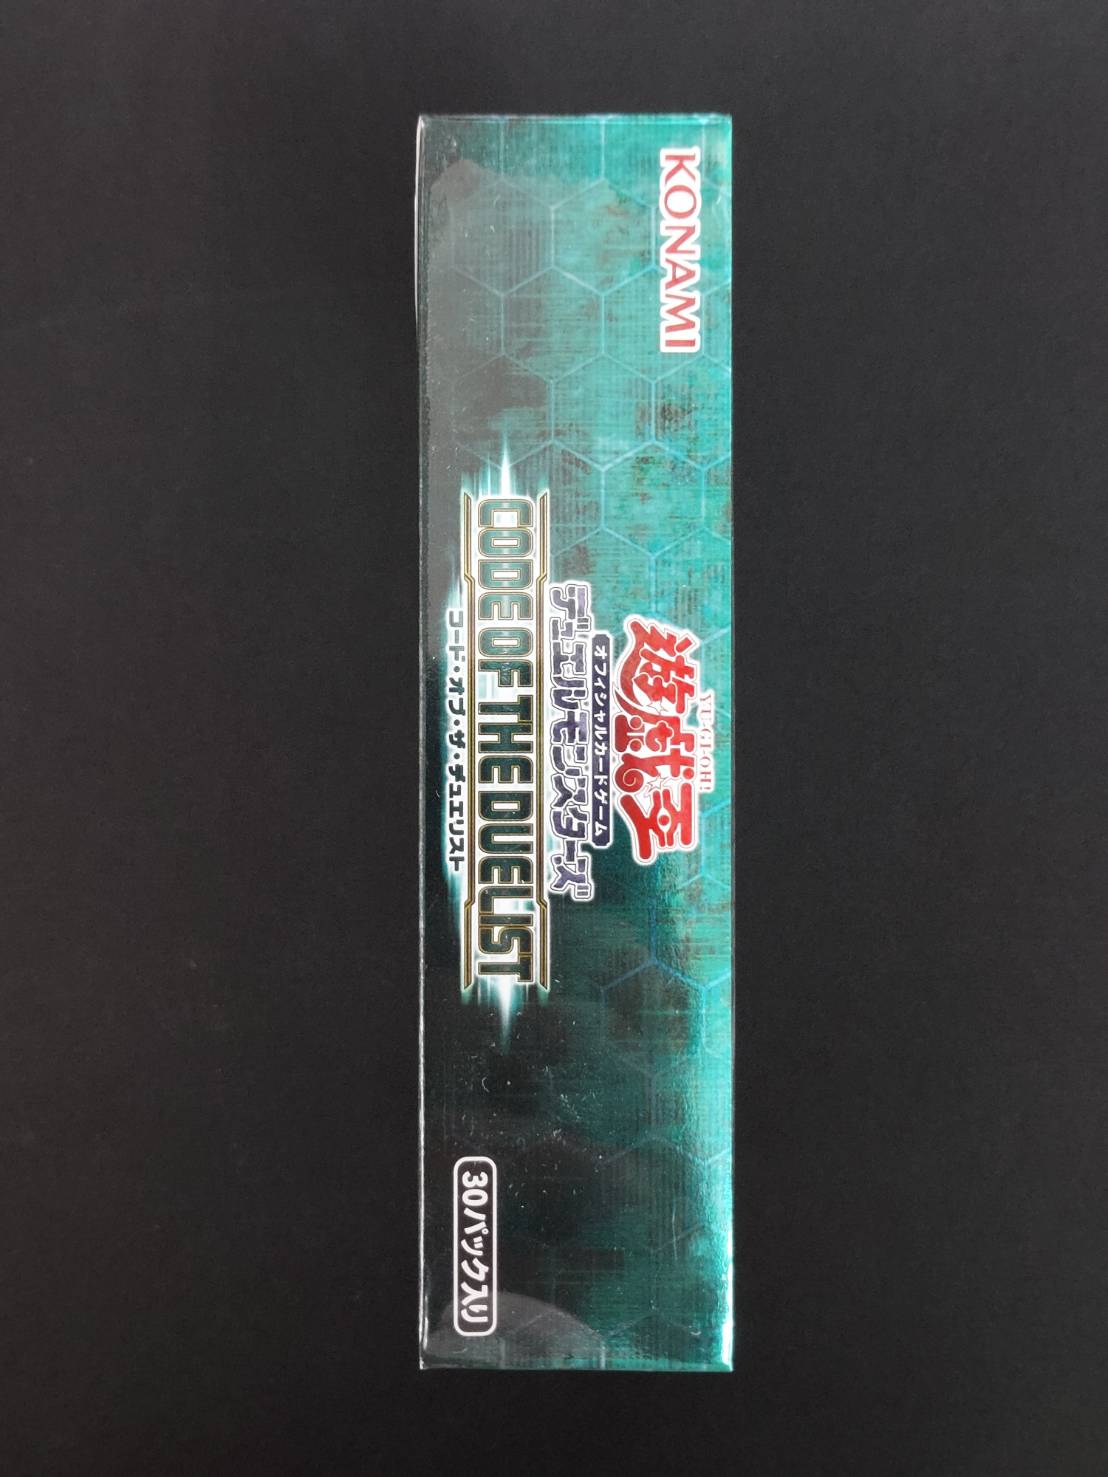 KONAMI
YU-GI-OH!
遊戯王
オフィシャルカードゲーム
デュエルモンスターズ
CODE OF THE DUELIST
コード・オブ・ザ・デュエリスト
30パック入り